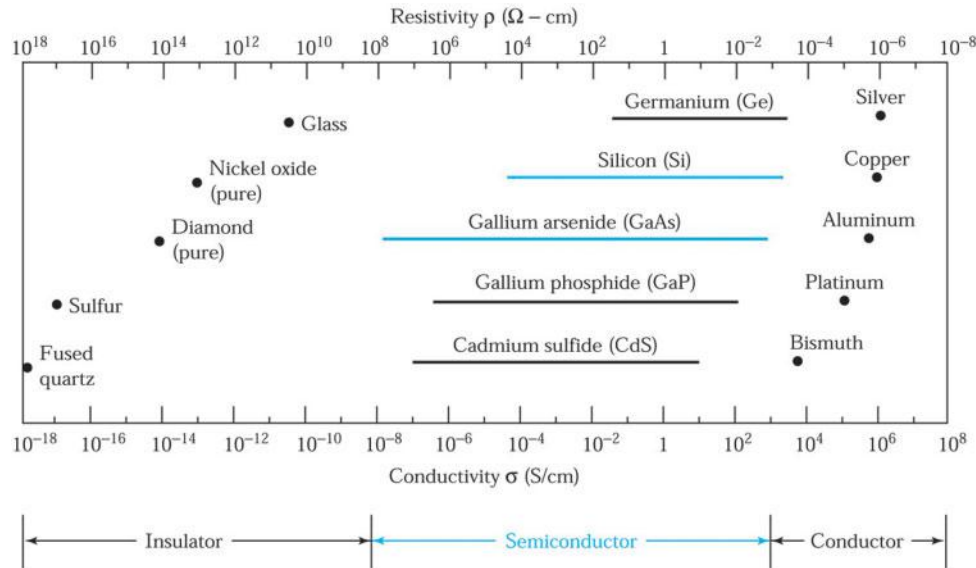 Resistivity ρ (Ω – cm)
10¹⁸ 10¹⁶ 10¹⁴ 10¹² 10¹⁰ 10⁸ 10⁶ 10⁴ 10² 1 10⁻² 10⁻⁴ 10⁻⁶ 10⁻⁸
Germanium (Ge)
Silver
Glass
Silicon (Si)
Copper
Nickel oxide
(pure)
Gallium arsenide (GaAs)
Aluminum
Diamond
(pure)
Gallium phosphide (GaP)
Platinum
Sulfur
Cadmium sulfide (CdS)
Bismuth
Fused
quartz
10⁻¹⁸ 10⁻¹⁶ 10⁻¹⁴ 10⁻¹² 10⁻¹⁰ 10⁻⁸ 10⁻⁶ 10⁻⁴ 10⁻² 1 10² 10⁴ 10⁶ 10⁸
Conductivity σ (S/cm)
Insulator Semiconductor Conductor